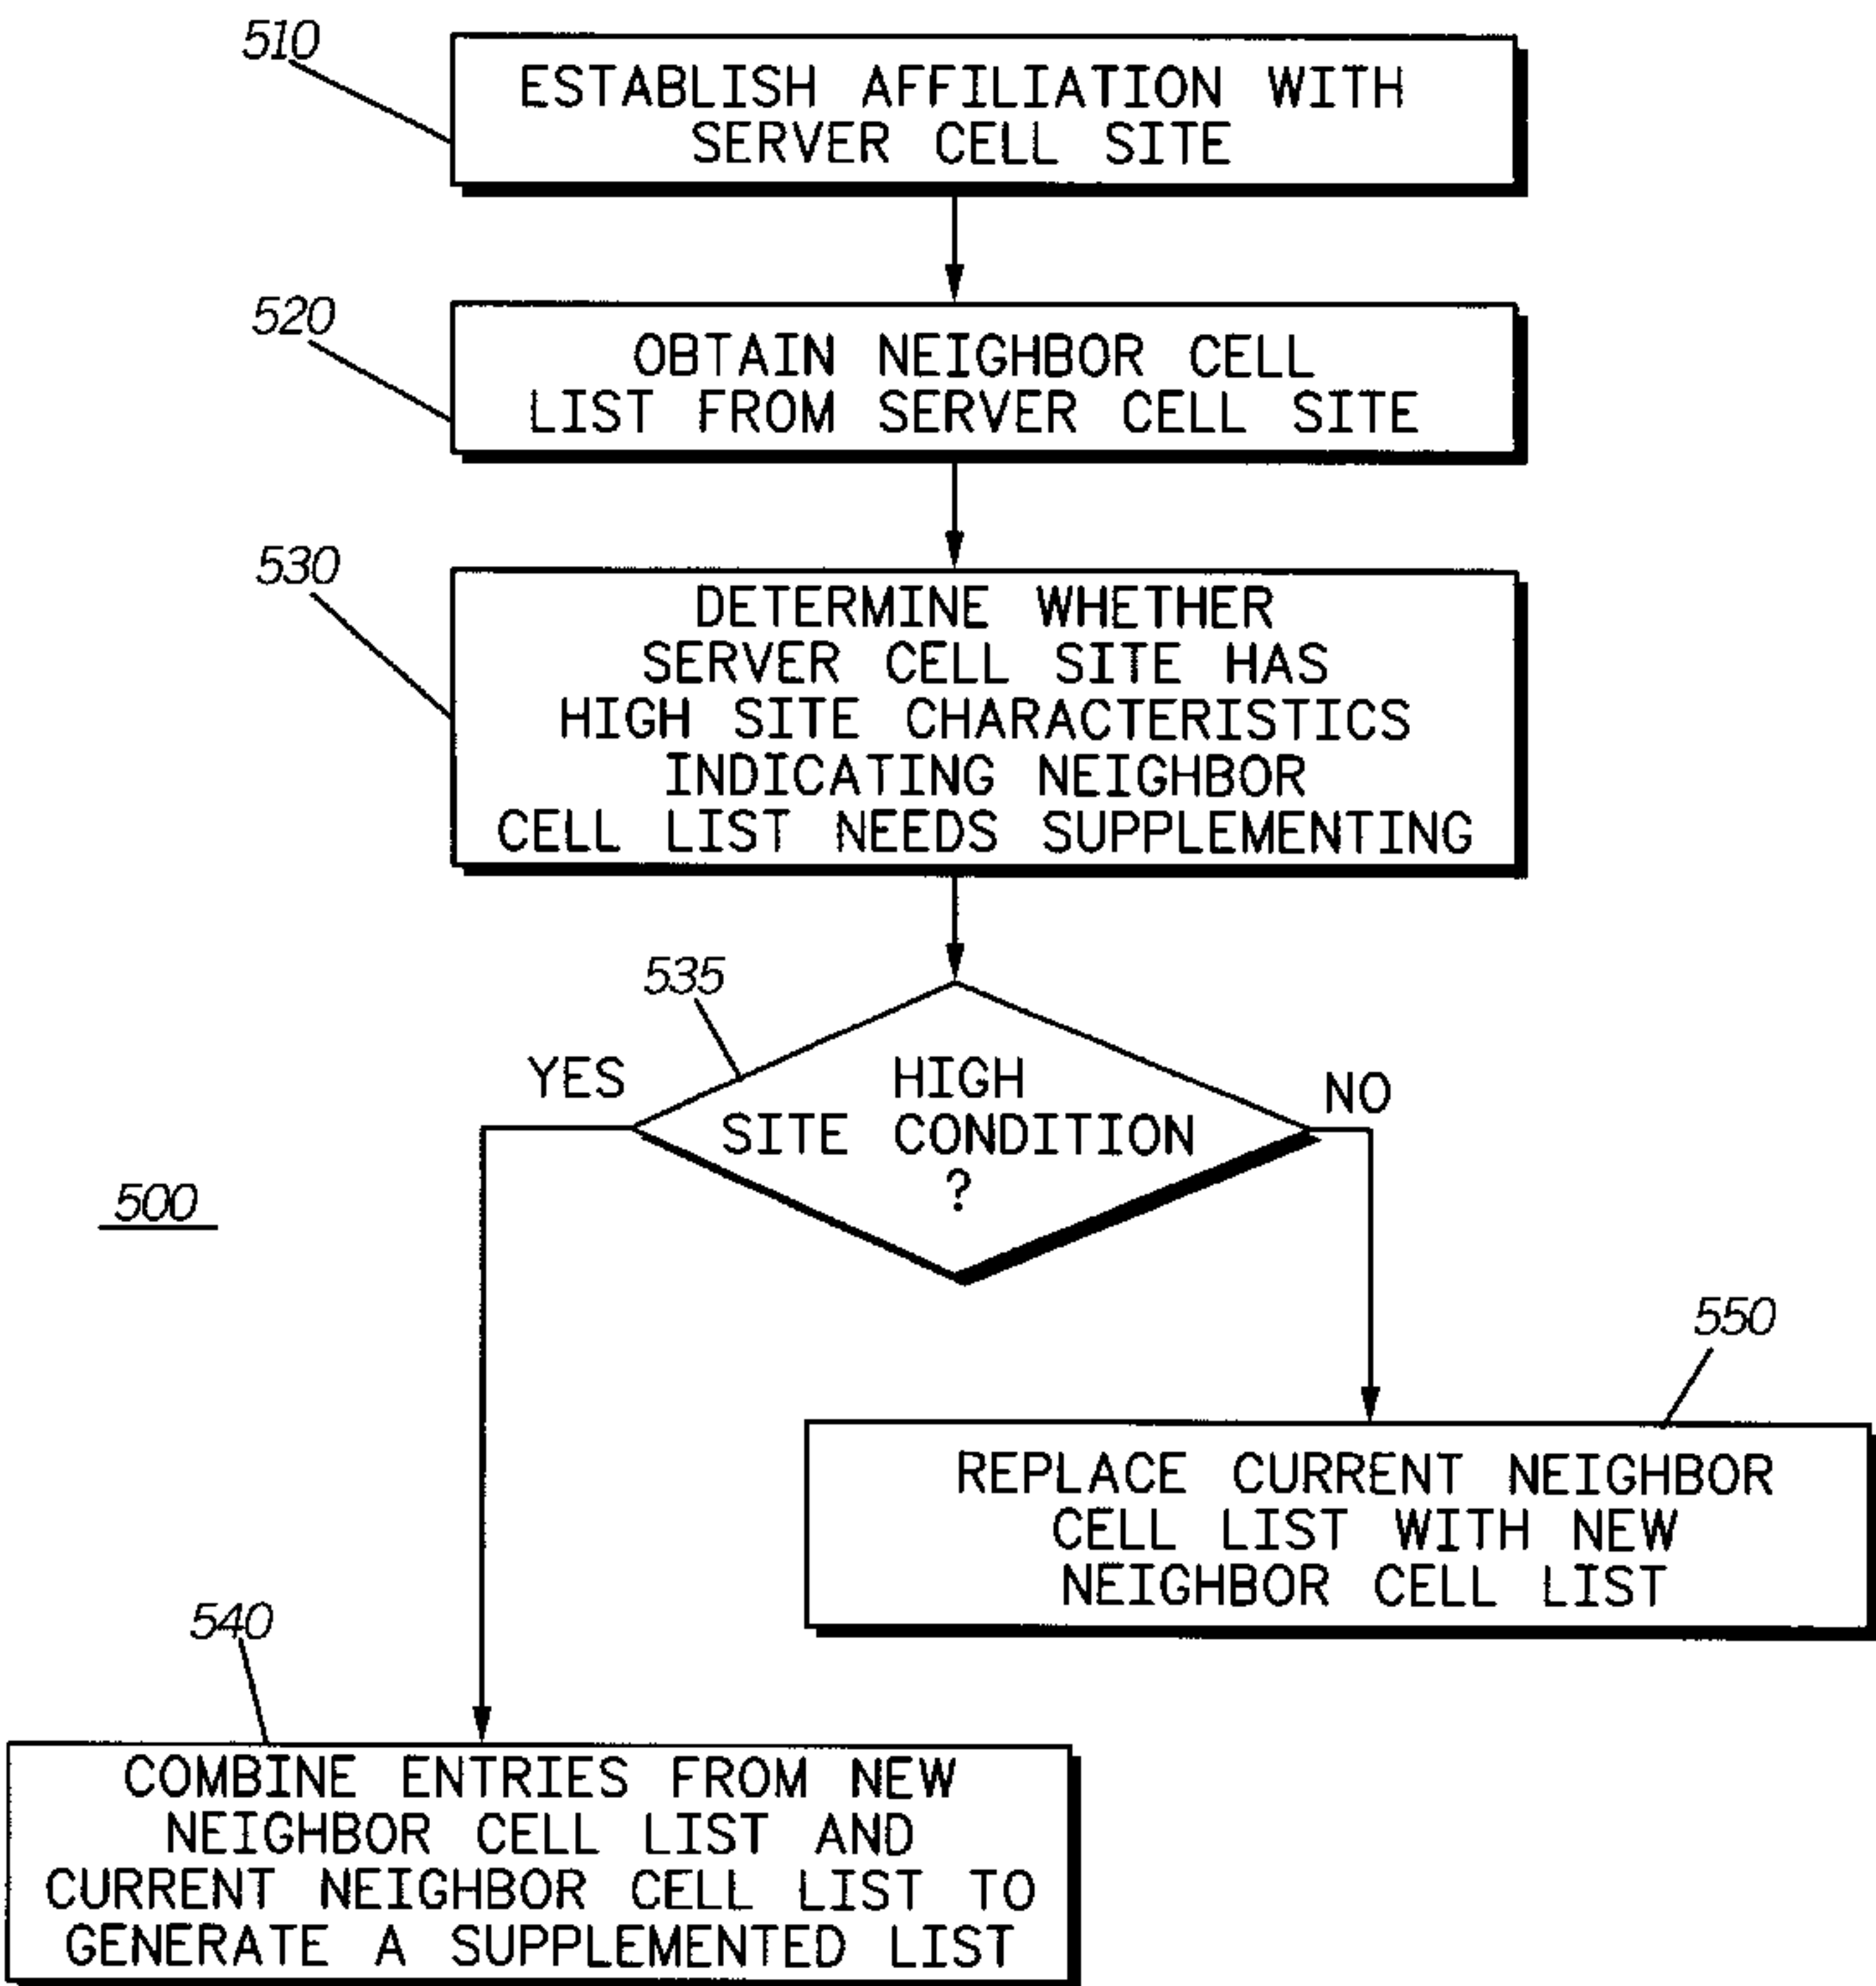 510
ESTABLISH AFFILIATION WITH
SERVER CELL SITE
520
OBTAIN NEIGHBOR CELL
LIST FROM SERVER CELL SITE
530
DETERMINE WHETHER
SERVER CELL SITE HAS
HIGH SITE CHARACTERISTICS
INDICATING NEIGHBOR
CELL LIST NEEDS SUPPLEMENTING
535
YES
HIGH
SITE CONDITION
?
NO
500
550
REPLACE CURRENT NEIGHBOR
CELL LIST WITH NEW
NEIGHBOR CELL LIST
540
COMBINE ENTRIES FROM NEW
NEIGHBOR CELL LIST AND
CURRENT NEIGHBOR CELL LIST TO
GENERATE A SUPPLEMENTED LIST